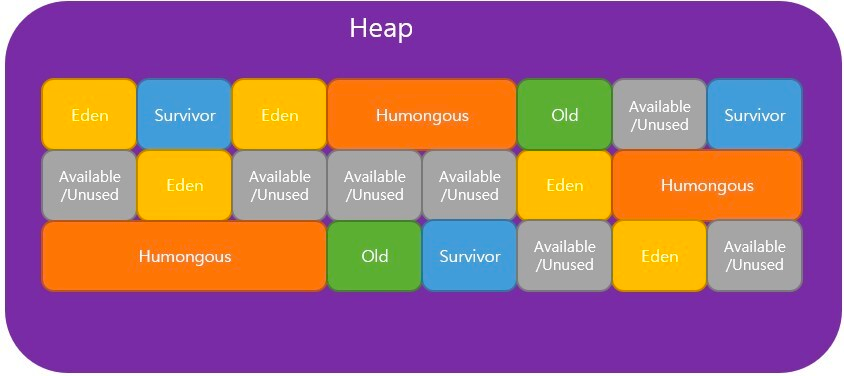 Heap
Eden Survivor Eden Humongous Old Available
/Unused Survivor
Available
/Unused Eden Available
/Unused Available
/Unused Available
/Unused Eden Humongous
Humongous Old Survivor Available
/Unused Eden Available
/Unused